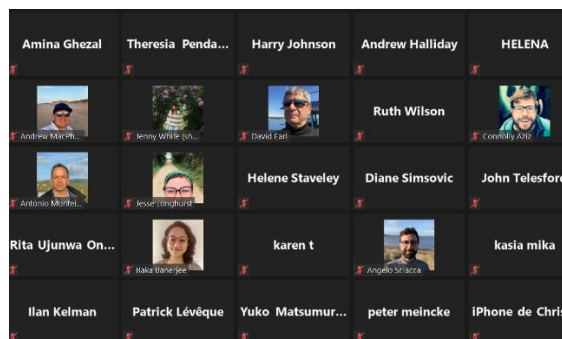 Amina Ghezal
Theresia Penda...
Harry Johnson
Andrew Halliday
HELENA
Andrew MacPh...
Jenny White (sh...
David Earl
Ruth Wilson
Connolly Aziz
Antonio Montei...
Jesse Longhurst
Helene Staveley
Diane Simsovic
John Telesford
Rita Ujunwa On...
Raka Banerjee
karen t
Angelo Sciacca
kasia mika
Ilan Kelman
Patrick Lévêque
Yuko Matsumur...
peter meincke
iPhone de Chris